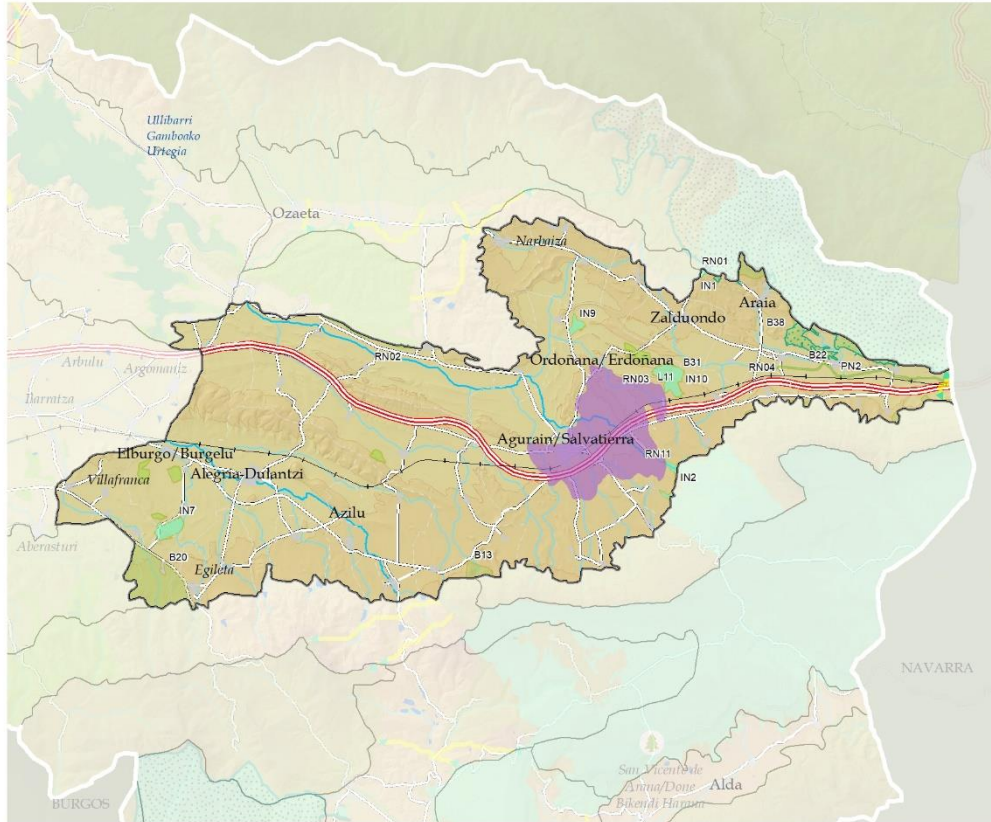 Ullibarri
Gamboako
Urtegia
Ozaeta
Narbaiza
RN01
IN1
Araia
IN9
Zalduondo
B38
RN02
Ordoñana/Erdoñana
B31
B22
PN2
RN03
L11
IN10
RN04
Arbulu
Argomaniz
Agurain/Salvatierra
RN11
IN2
Elburgo/Burgelu
Villafranca
Alegría-Dulantzi
IN7
Azilu
Aberasturi
B20
Egileta
B13
NAVARRA
San Vicente de
Arana/Done
Bikendi Harana
Alda
BURGOS